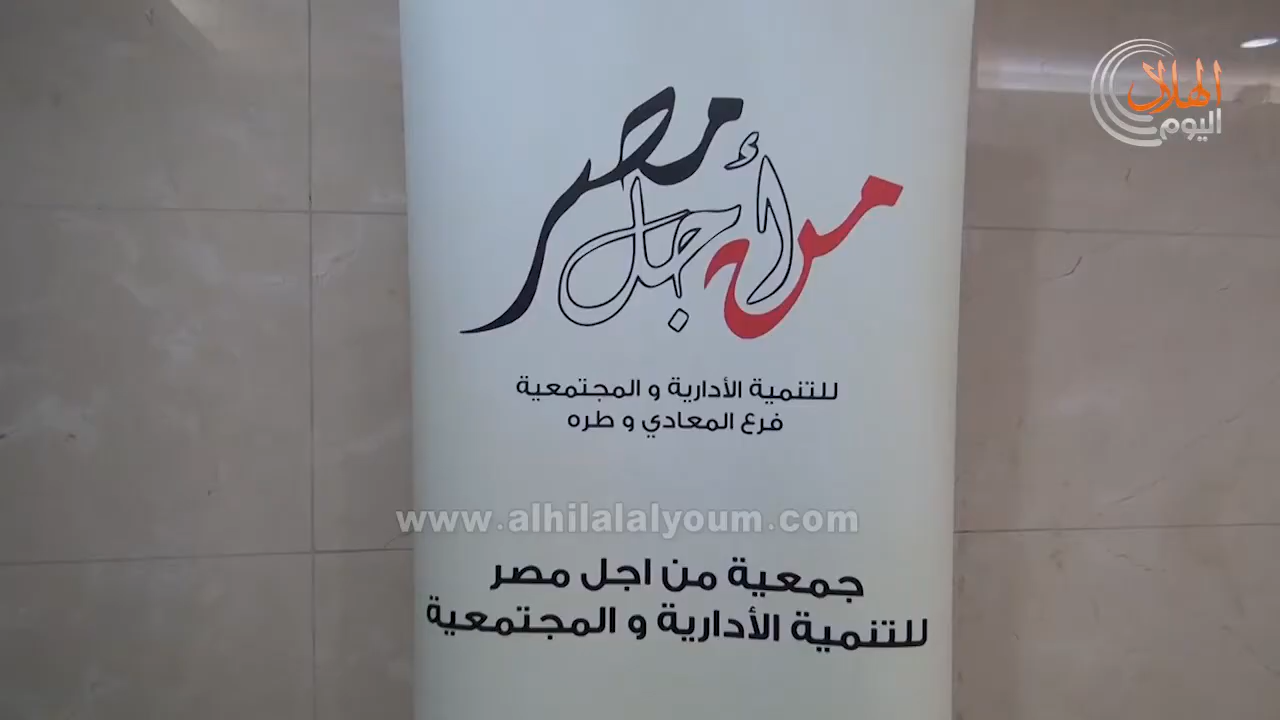 الهلال
اليوم
من أجل مصر
للتنمية الأدارية و المجتمعية
فرع المعادي و طره
www.alhilalalyoum.com
جمعية من اجل مصر
للتنمية الأدارية و المجتمعية